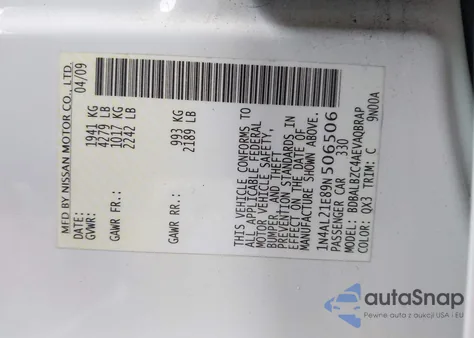 MFD BY NISSAN MOTOR CO., LTD.
DATE: 04/09
GVWR: 1941 KG
4279 LB
GAWR FR.: 1017 KG
2242 LB
GAWR RR.: 993 KG
2189 LB
THIS VEHICLE CONFORMS TO
ALL APPLICABLE FEDERAL
MOTOR VEHICLE SAFETY,
BUMPER, AND THEFT
PREVENTION STANDARDS IN
EFFECT ON THE DATE OF
MANUFACTURE SHOWN ABOVE.
1N4AL21E89N506506
PASSENGER CAR 330
MODEL: BDBALBZC4AEVAQBRAP
COLOR: QX3 TRIM: C 9N00A
autoSnap
Pewne auta z aukcji USA i EU